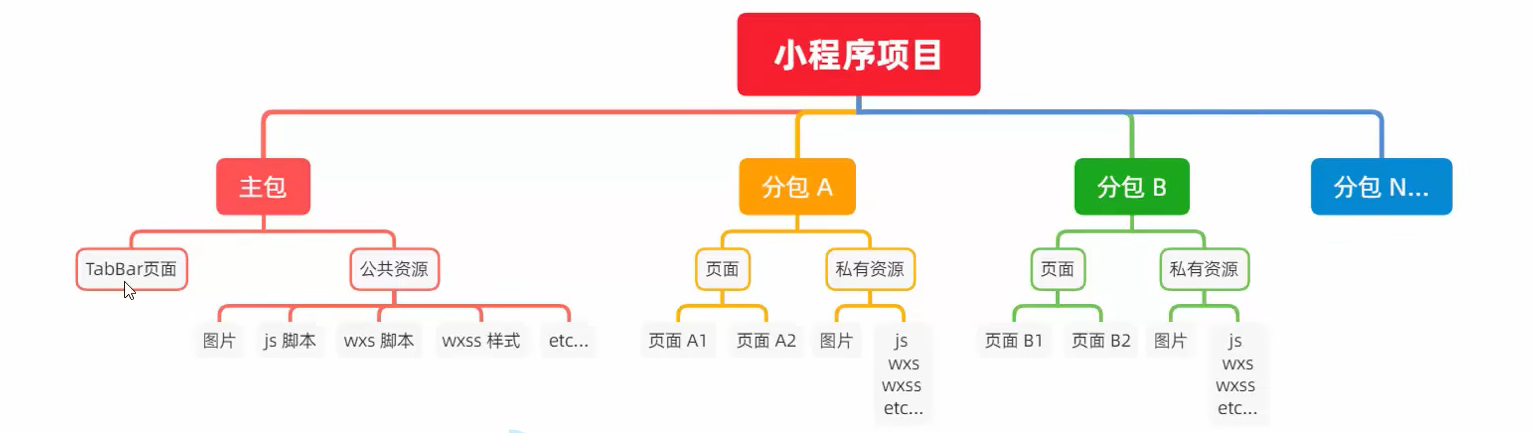 小程序项目
主包
分包 A
分包 B
分包 N...
TabBar页面
公共资源
页面
私有资源
页面
私有资源
图片
js 脚本
wxs 脚本
wxss 样式
etc...
页面 A1
页面 A2
图片
js
wxs
wxss
etc...
页面 B1
页面 B2
图片
js
wxs
wxss
etc...